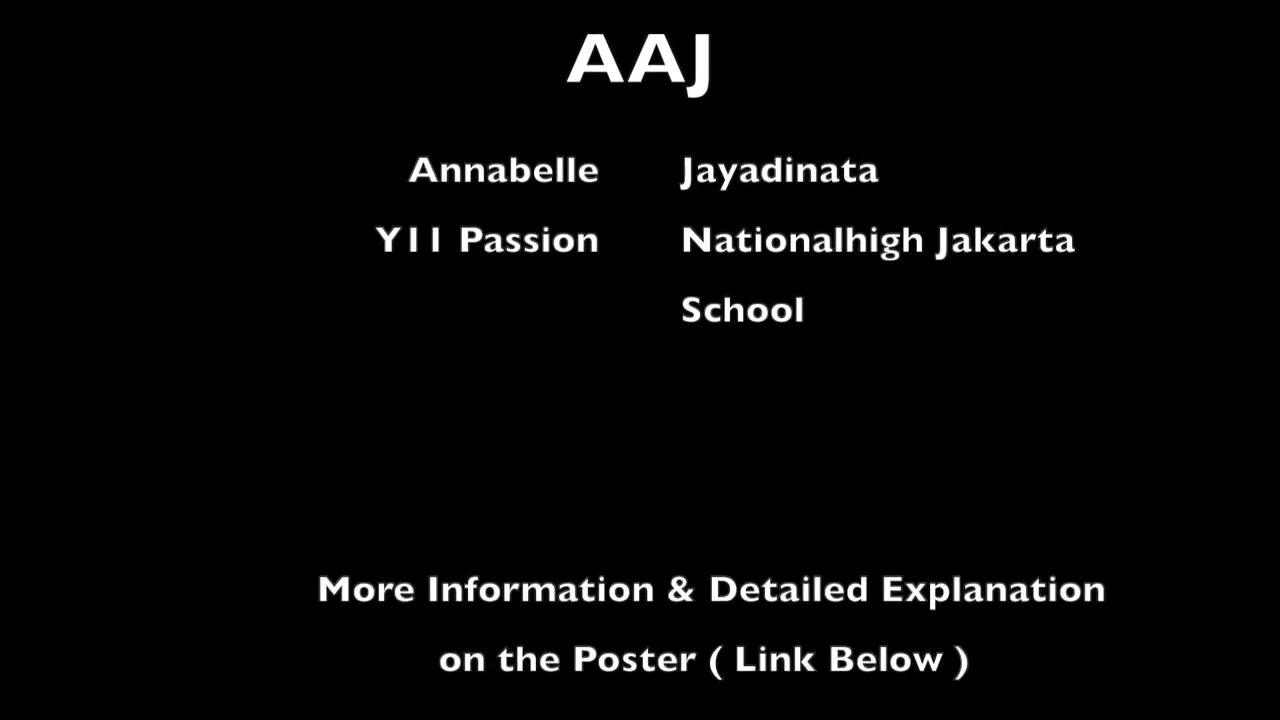 AAJ
Annabelle Jayadinata
Y11 Passion Nationalhigh Jakarta
School
More Information & Detailed Explanation
on the Poster ( Link Below )